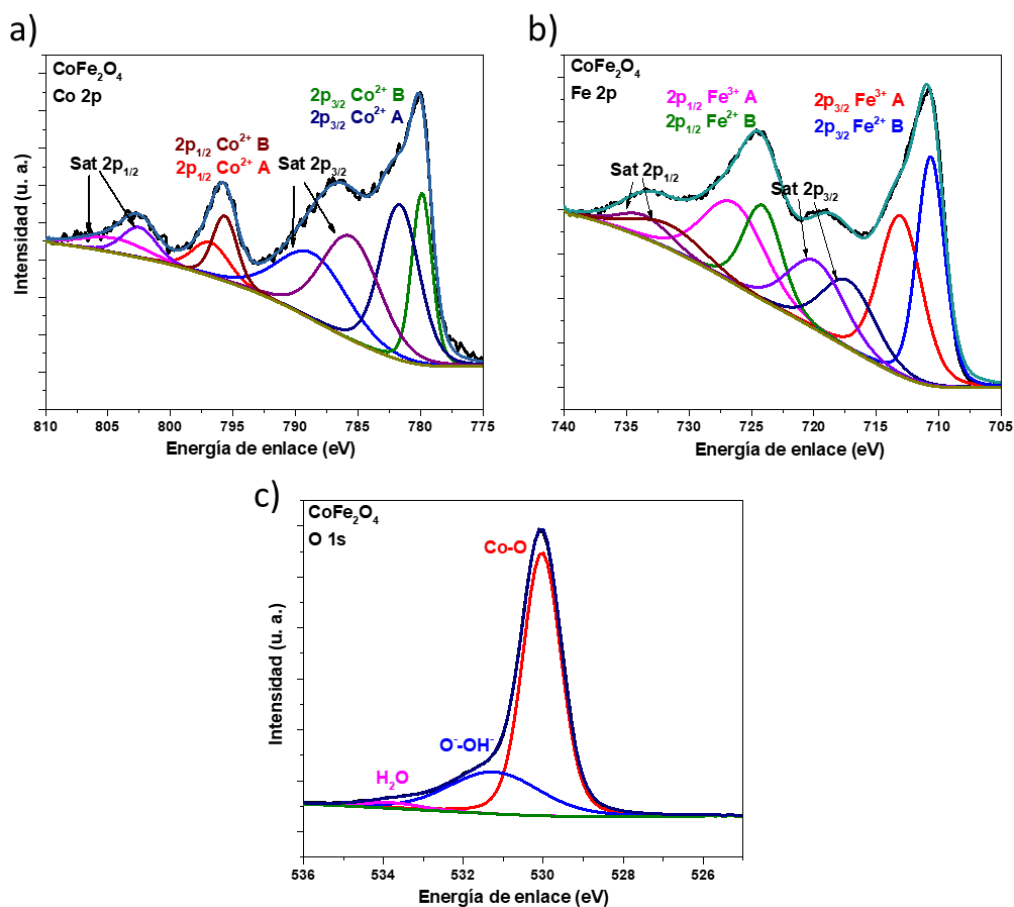 a)
CoFe₂O₄
Co 2p
2p₃/₂ Co²⁺ B
2p₃/₂ Co²⁺ A
2p₁/₂ Co²⁺ B
2p₁/₂ Co²⁺ A
Sat 2p₁/₂
Sat 2p₃/₂
Intensidad (u. a.)
810 805 800 795 790 785 780 775
Energía de enlace (eV)
b)
CoFe₂O₄
Fe 2p
2p₁/₂ Fe³⁺ A
2p₁/₂ Fe²⁺ B
2p₃/₂ Fe³⁺ A
2p₃/₂ Fe²⁺ B
Sat 2p₁/₂
Sat 2p₃/₂
Intensidad (u. a.)
740 735 730 725 720 715 710 705
Energía de enlace (eV)
c)
CoFe₂O₄
O 1s
Co-O
O⁻-OH⁻
H₂O
Intensidad (u. a.)
536 534 532 530 528 526
Energía de enlace (eV)